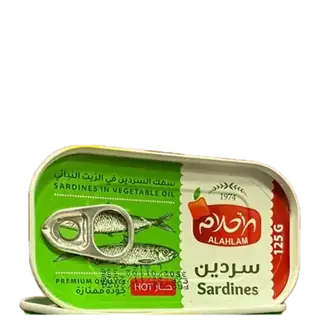 سمك السردين في الزيت النباتي
SARDINES IN VEGETABLE OIL
PREMIUM QUALITY
جودة ممتازة
حار HOT
1974
الأحلام
ALAHLAM
سردين
Sardines
125 G